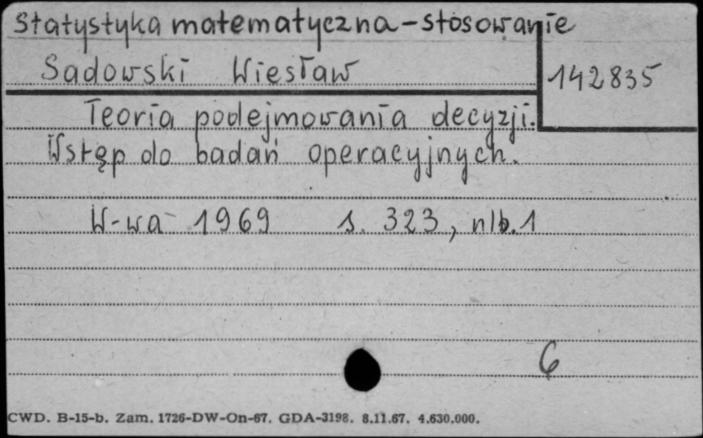 Statystyka matematyczna-stosowanie
Sadowski Wiesław
142835
Teoria podejmowania decyzji.
Wstęp do badań operacyjnych.
W-wa 1969 s. 323, nlb. 1
6
CWD. B-15-b. Zam. 1726-DW-On-67. GDA-3198. 8.11.67. 4.630.000.